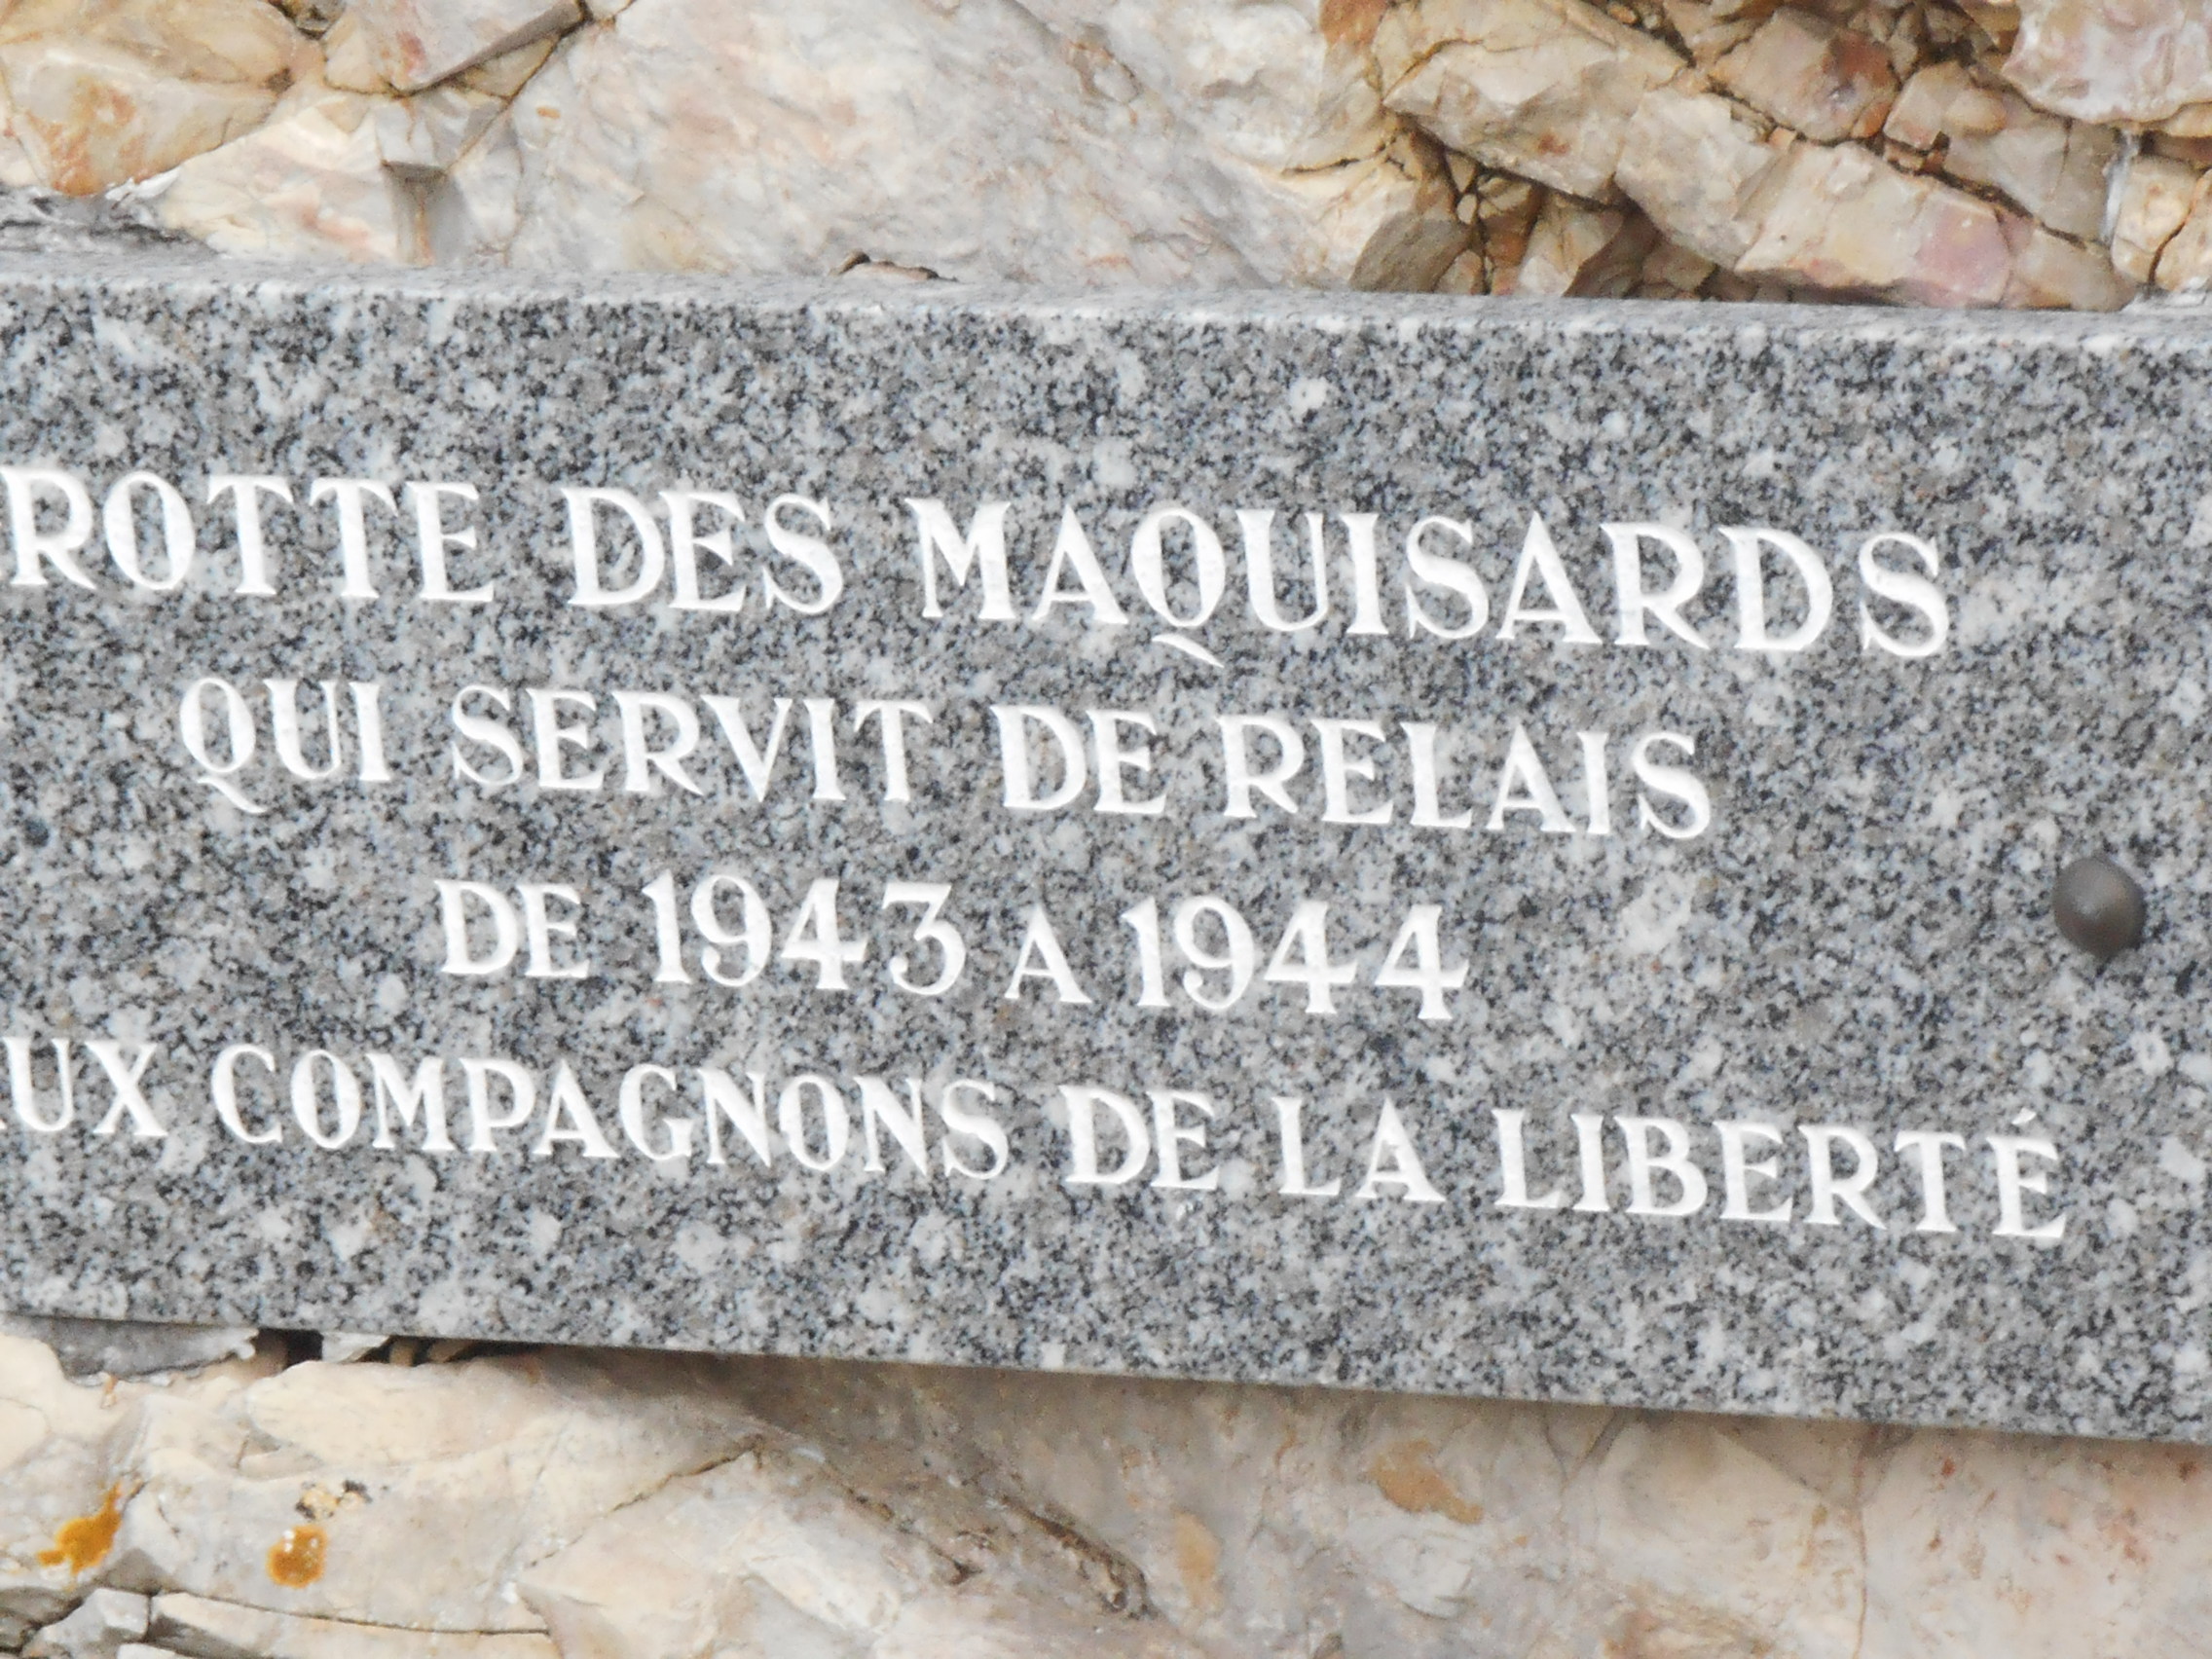 ROTTE DES MAQUISARDS
QUI SERVIT DE RELAIS
DE 1943 A 1944
UX COMPAGNONS DE LA LIBERTÉ